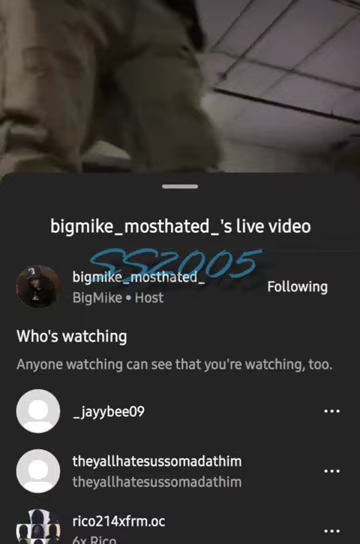 bigmike_mosthated_'s live video
SS2005
bigmike_mosthated_
BigMike • Host
Following
Who's watching
Anyone watching can see that you're watching, too.
_jayybee09
theyallhatesussomadathim
theyallhatesussomadathim
rico214xfrm.oc
6x Rico